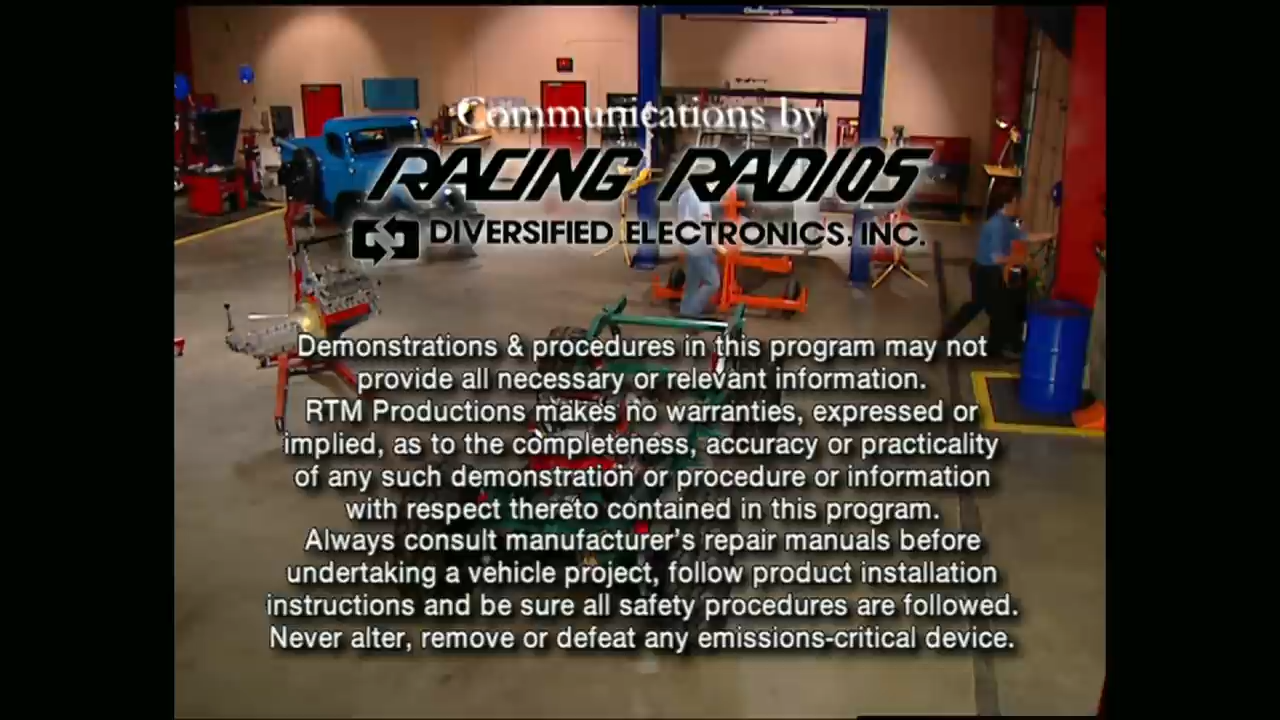 Communications by
RACING RADIOS
DIVERSIFIED ELECTRONICS, INC.
Demonstrations & procedures in this program may not
provide all necessary or relevant information.
RTM Productions makes no warranties, expressed or
implied, as to the completeness, accuracy or practicality
of any such demonstration or procedure or information
with respect thereto contained in this program.
Always consult manufacturer's repair manuals before
undertaking a vehicle project, follow product installation
instructions and be sure all safety procedures are followed.
Never alter, remove or defeat any emissions-critical device.